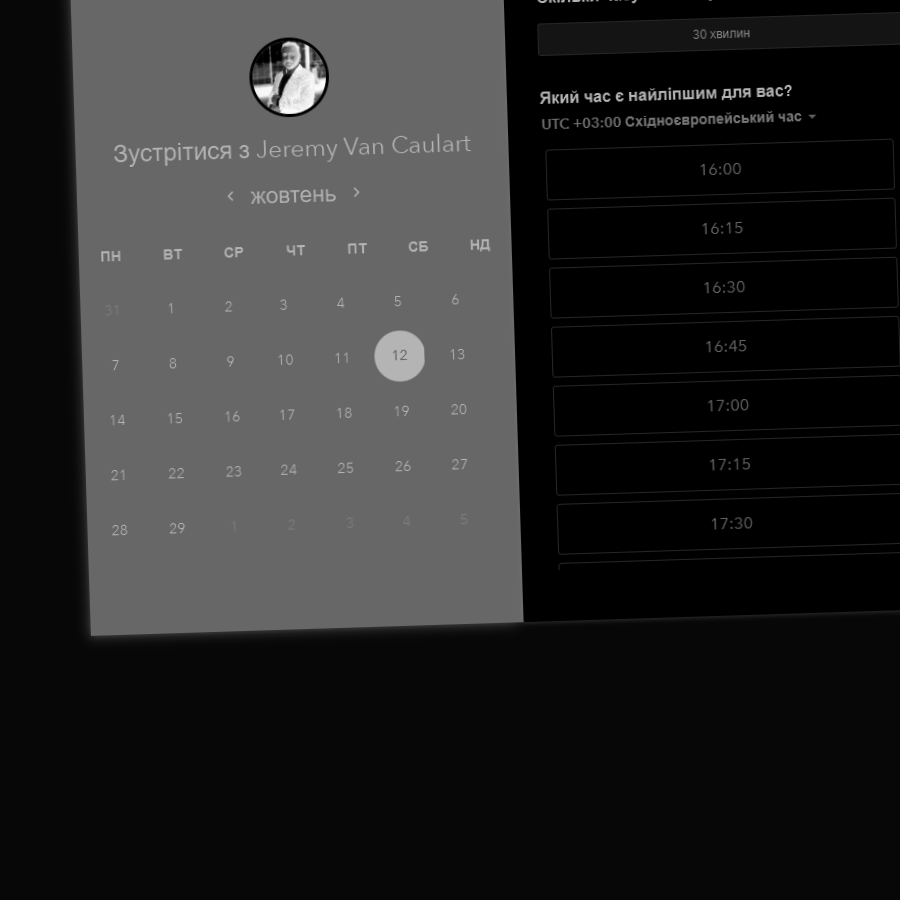 Зустрітися з Jeremy Van Caulart
жовтень
ПН ВТ СР ЧТ ПТ СБ НД
31 1 2 3 4 5 6
7 8 9 10 11 12 13
14 15 16 17 18 19 20
21 22 23 24 25 26 27
28 29 1 2 3 4 5
30 хвилин
Який час є найліпшим для вас?
UTC +03:00 Східноєвропейський час
16:00
16:15
16:30
16:45
17:00
17:15
17:30